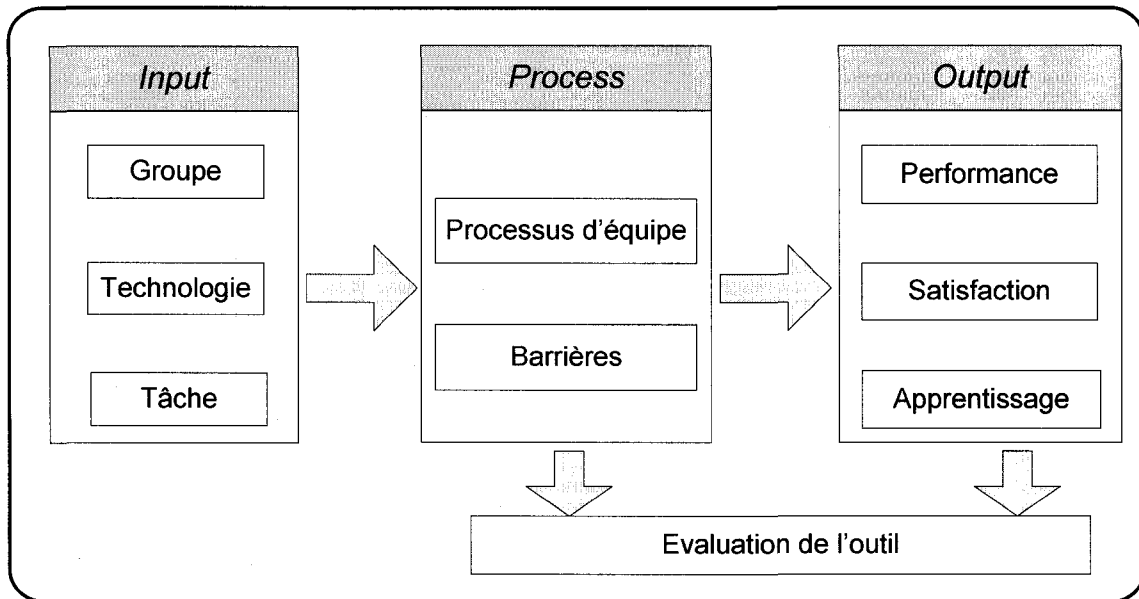 Input
Groupe
Technologie
Tâche
Process
Processus d'équipe
Barrières
Output
Performance
Satisfaction
Apprentissage
Evaluation de l'outil